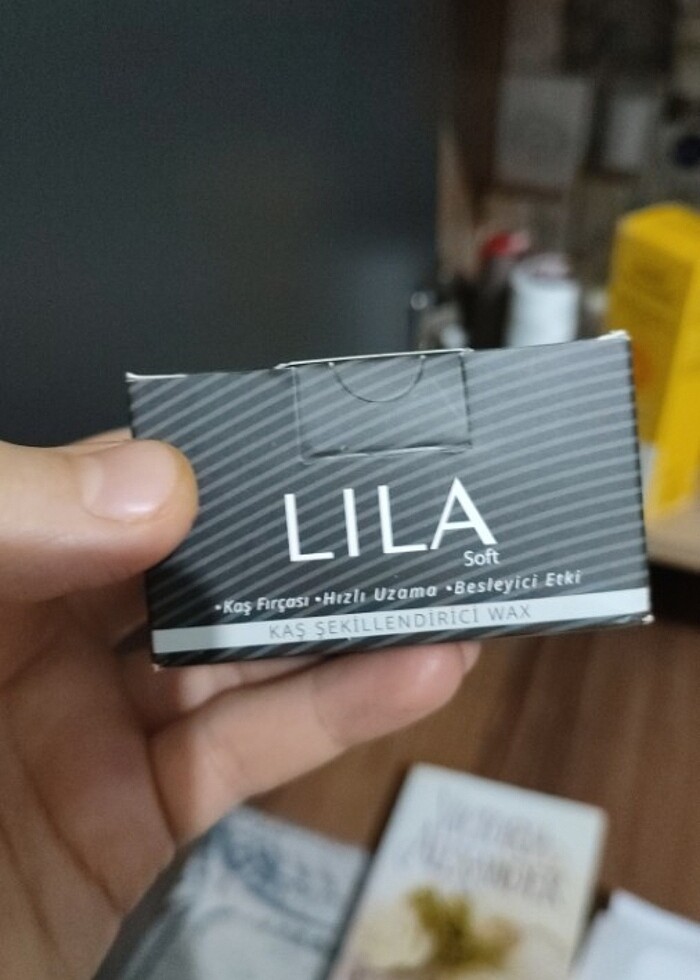 LILA
Soft
•Kaş Fırçası •Hızlı Uzama •Besleyici Etki
KAŞ ŞEKİLLENDİRİCİ WAX